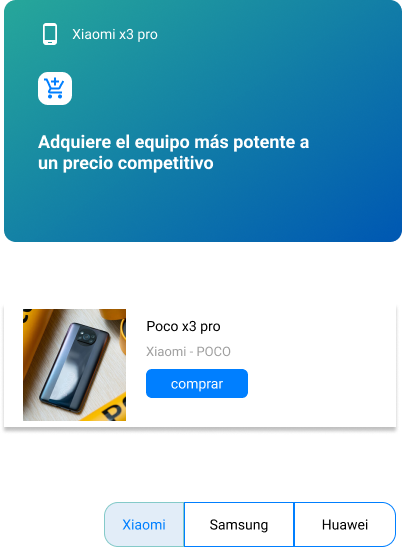 Xiaomi x3 pro
Adquiere el equipo más potente a
un precio competitivo
Poco x3 pro
Xiaomi - POCO
comprar
Xiaomi
Samsung
Huawei